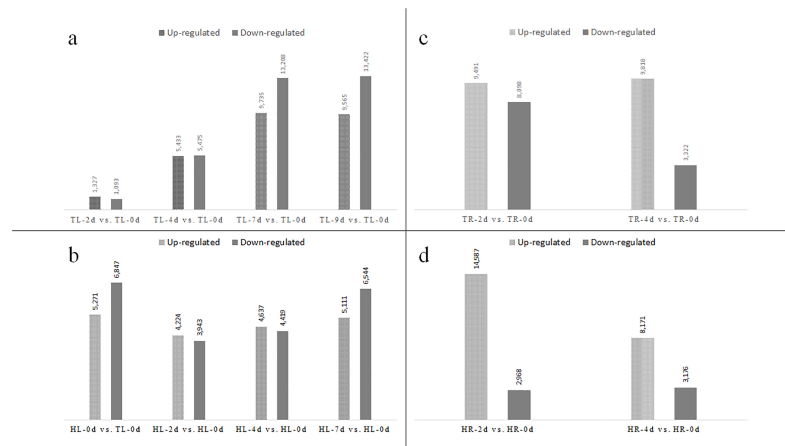 a
Up-regulated Down-regulated
1,327
1,093
5,433
5,475
9,735
13,208
9,565
13,422
TL-2d vs. TL-0d TL-4d vs. TL-0d TL-7d vs. TL-0d TL-9d vs. TL-0d
c
Up-regulated Down-regulated
9,491
8,098
9,818
3,322
TR-2d vs. TR-0d TR-4d vs. TR-0d
b
Up-regulated Down-regulated
5,271
6,847
4,224
3,943
4,637
4,419
5,111
6,544
HL-0d vs. TL-0d HL-2d vs. HL-0d HL-4d vs. HL-0d HL-7d vs. HL-0d
d
Up-regulated Down-regulated
14,587
2,968
8,171
3,176
HR-2d vs. HR-0d HR-4d vs. HR-0d